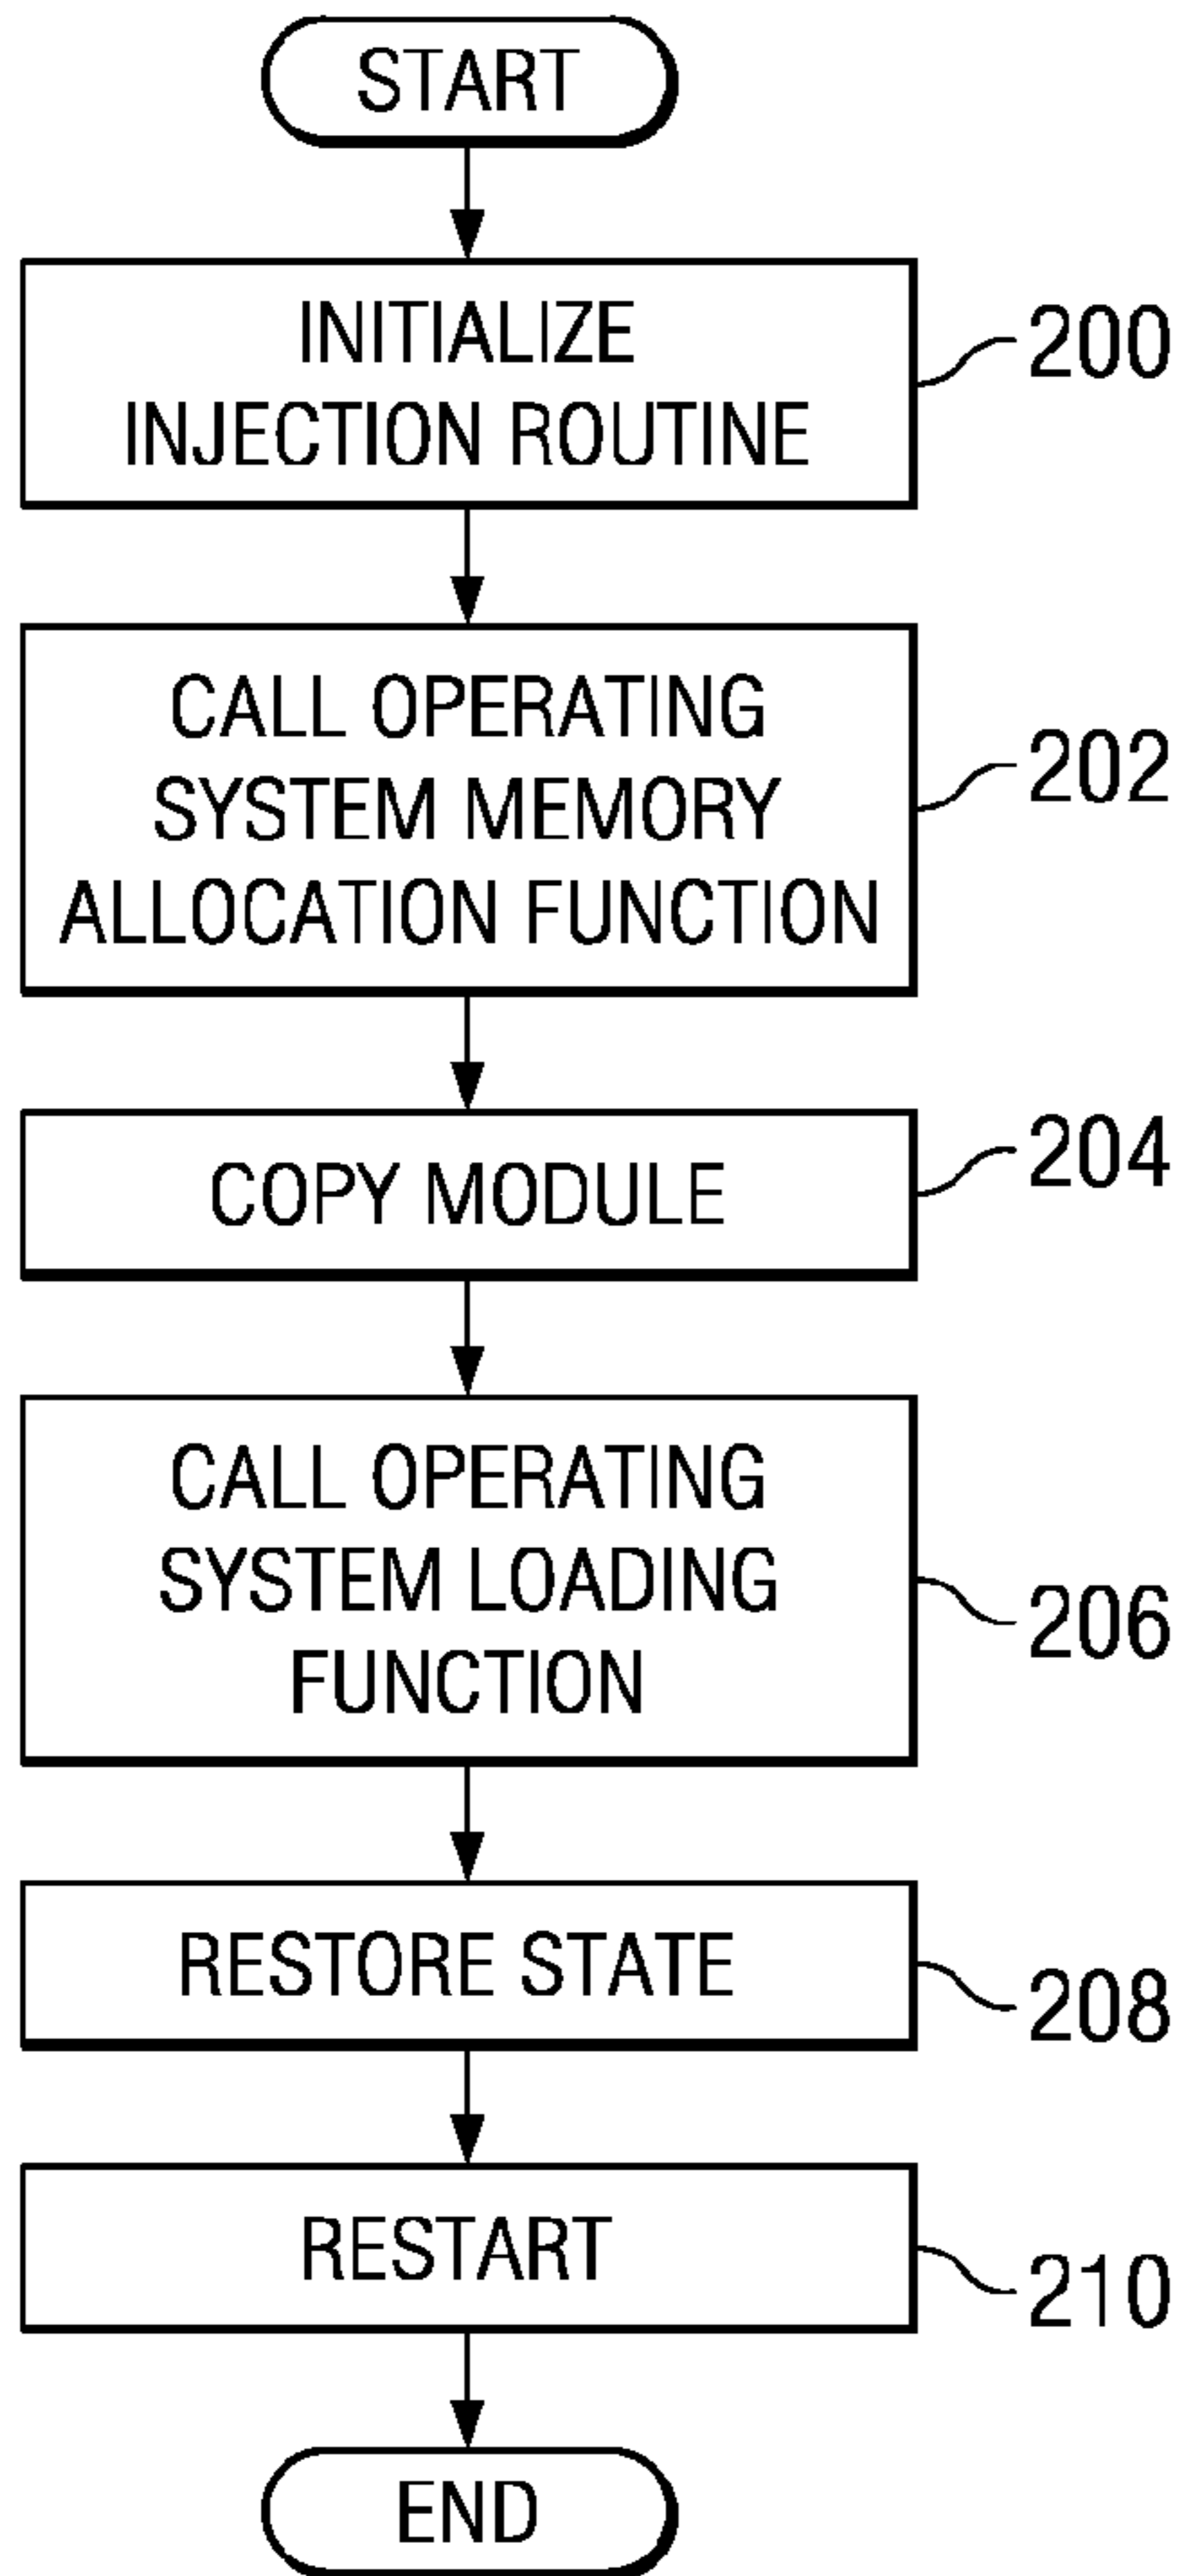 START
INITIALIZE
INJECTION ROUTINE
200
CALL OPERATING
SYSTEM MEMORY
ALLOCATION FUNCTION
202
COPY MODULE
204
CALL OPERATING
SYSTEM LOADING
FUNCTION
206
RESTORE STATE
208
RESTART
210
END